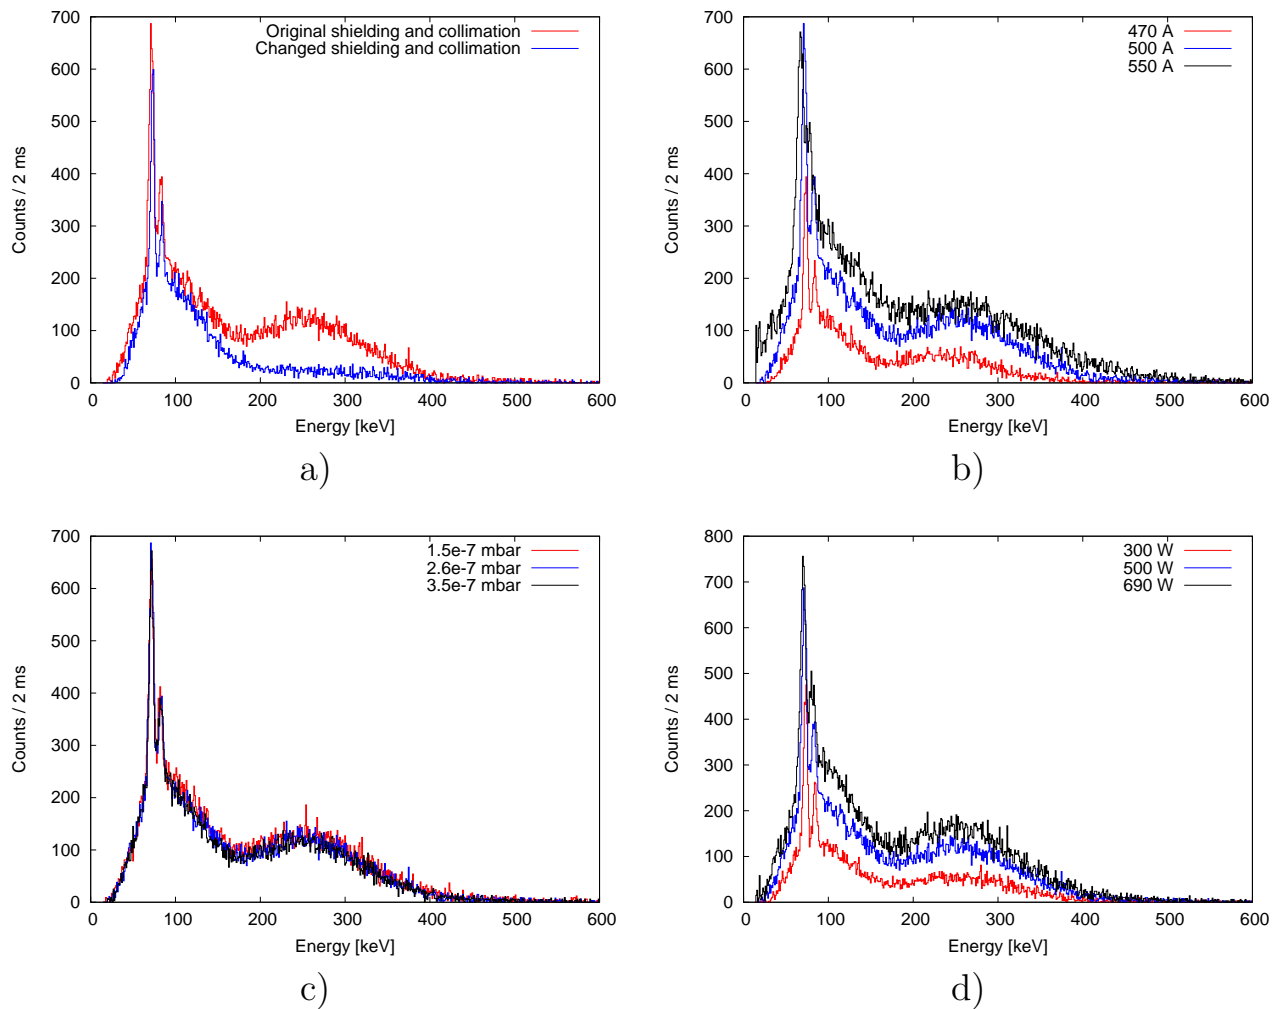 700
600
500
400
300
200
100
0
Counts / 2 ms
Original shielding and collimation
Changed shielding and collimation
0 100 200 300 400 500 600
Energy [keV]
a)
700
600
500
400
300
200
100
0
Counts / 2 ms
470 A
500 A
550 A
0 100 200 300 400 500 600
Energy [keV]
b)
700
600
500
400
300
200
100
0
Counts / 2 ms
1.5e-7 mbar
2.6e-7 mbar
3.5e-7 mbar
0 100 200 300 400 500 600
Energy [keV]
c)
800
700
600
500
400
300
200
100
0
Counts / 2 ms
300 W
500 W
690 W
0 100 200 300 400 500 600
Energy [keV]
d)